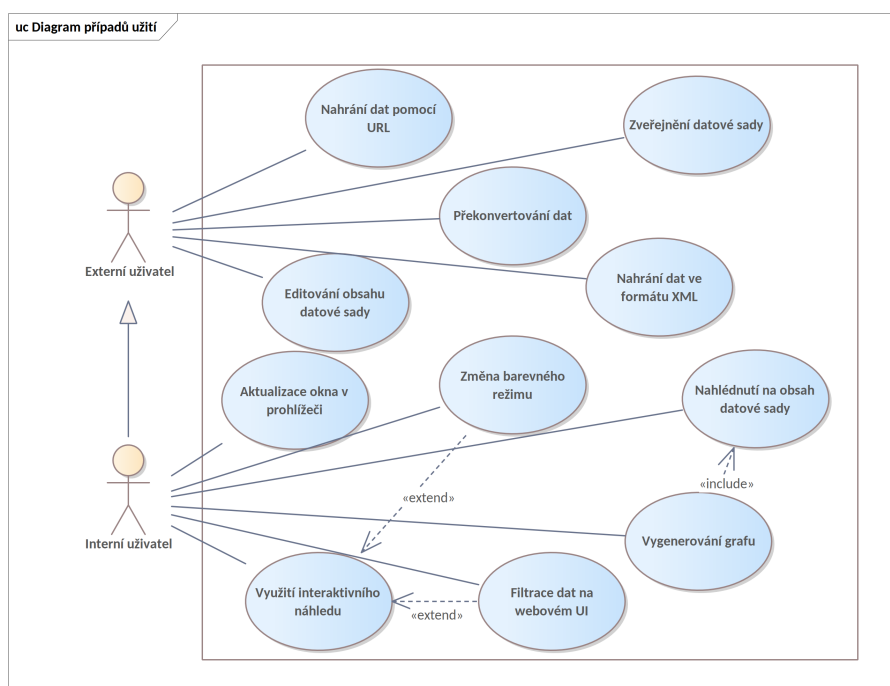 uc Diagram případů užití
Nahrání dat pomocí
URL
Zveřejnění datové sady
Překonvertování dat
Externí uživatel
Nahrání dat ve
formátu XML
Editování obsahu
datové sady
Aktualizace okna v
prohlížeči
Změna barevného
režimu
Nahlédnutí na obsah
datové sady
«extend»
«include»
Interní uživatel
Vygenerování grafu
Využití interaktivního
náhledu
«extend»
Filtrace dat na
webovém UI